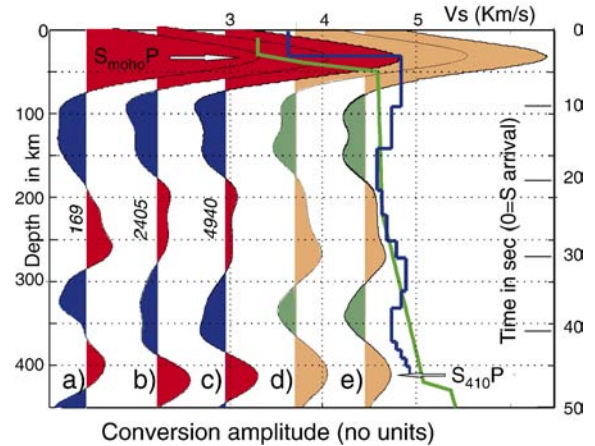 3 4 5 Vs (Km/s)
0 0
SmohoP
100 10
200 20
169 2405 4940
300 30
400 40
a) b) c) d) e) S410P
50
Depth in km
Time in sec (0=S arrival)
Conversion amplitude (no units)